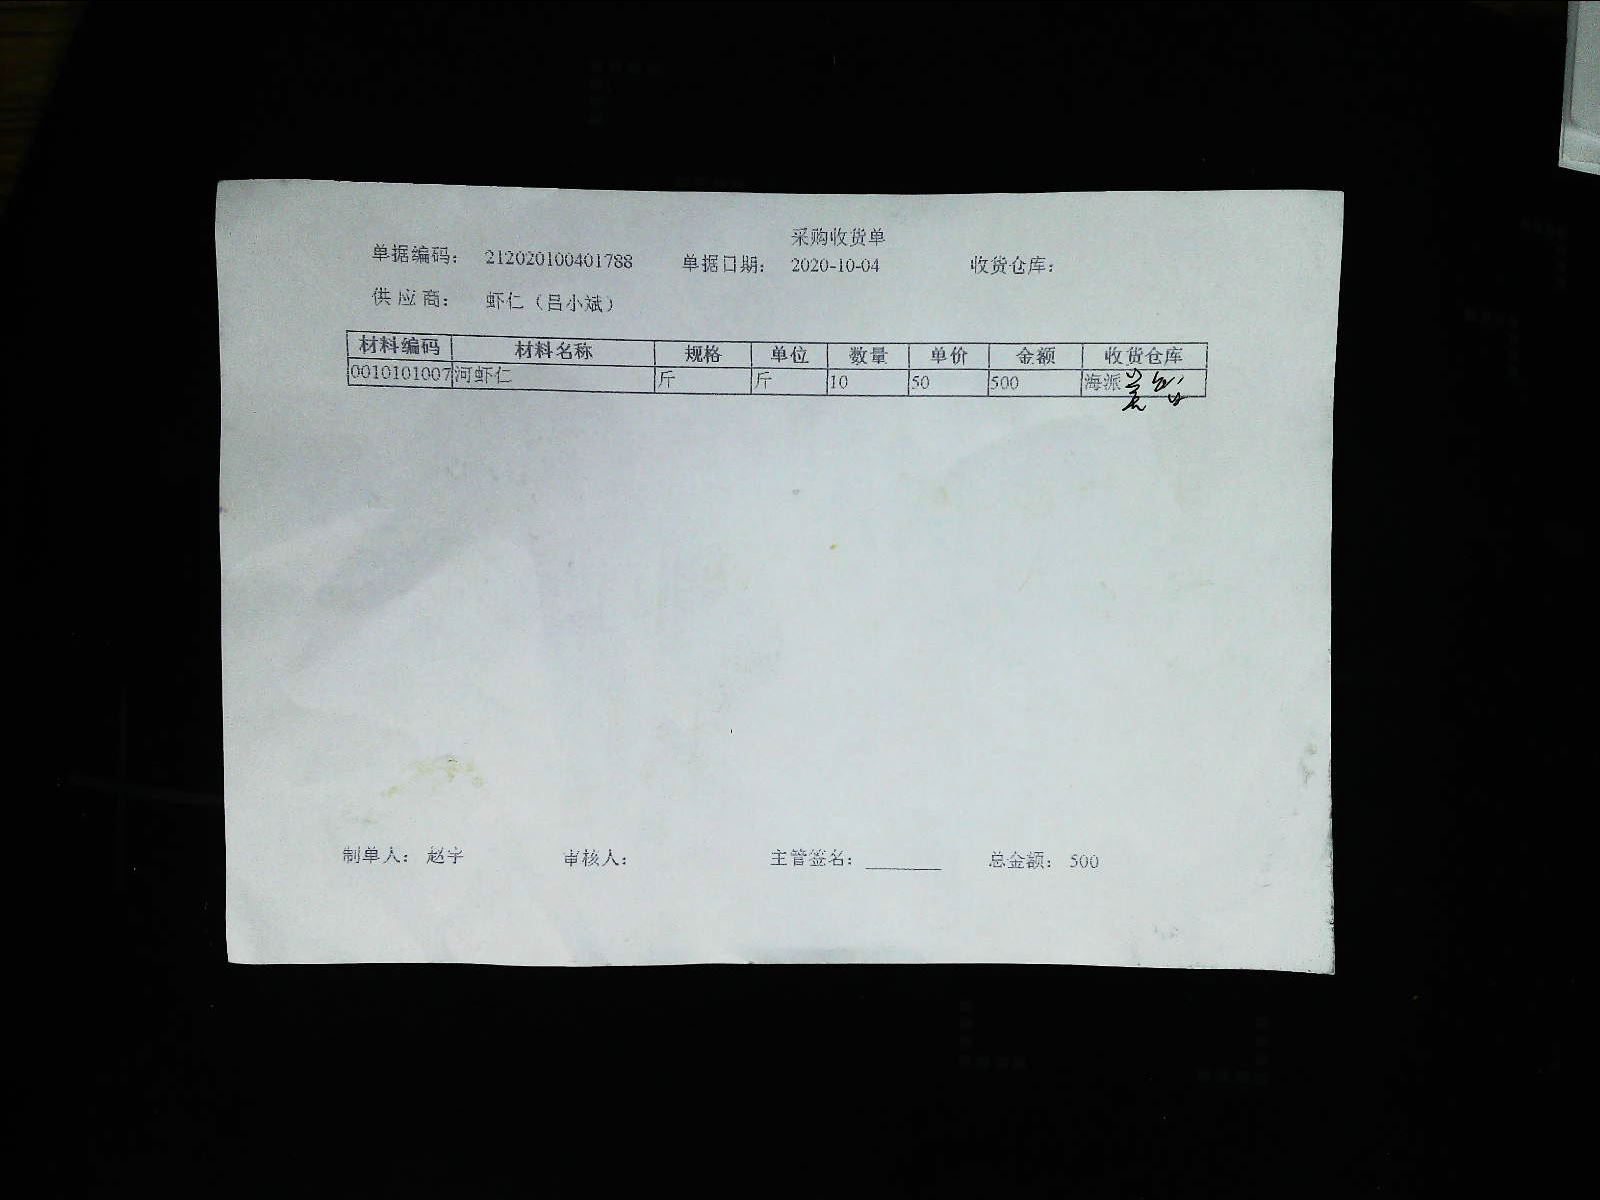 采购收货单
单据编码： 212020100401788 单据日期： 2020-10-04 收货仓库：
供应商： 虾仁（吕小斌）
材料编码 材料名称 规格 单位 数量 单价 金额 收货仓库
0010101007 河虾仁 斤 斤 10 50 500 海派
制单人： 赵宇 审核人： 主管签名： 总金额： 500